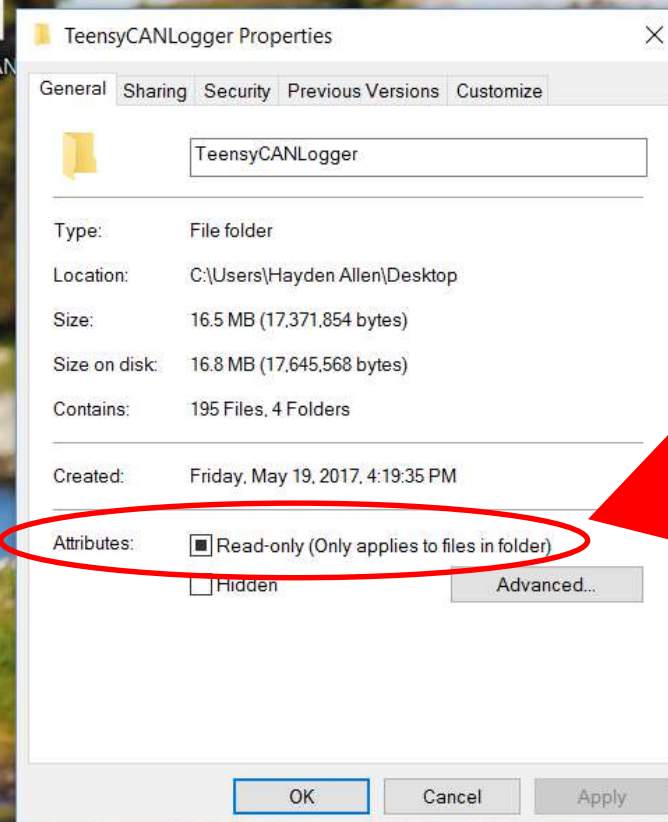 TeensyCANLogger Properties
General Sharing Security Previous Versions Customize
TeensyCANLogger
Type: File folder
Location: C:\Users\Hayden Allen\Desktop
Size: 16.5 MB (17,371,854 bytes)
Size on disk: 16.8 MB (17,645,568 bytes)
Contains: 195 Files, 4 Folders
Created: Friday, May 19, 2017, 4:19:35 PM
Attributes: Read-only (Only applies to files in folder)
Hidden Advanced...
OK Cancel Apply